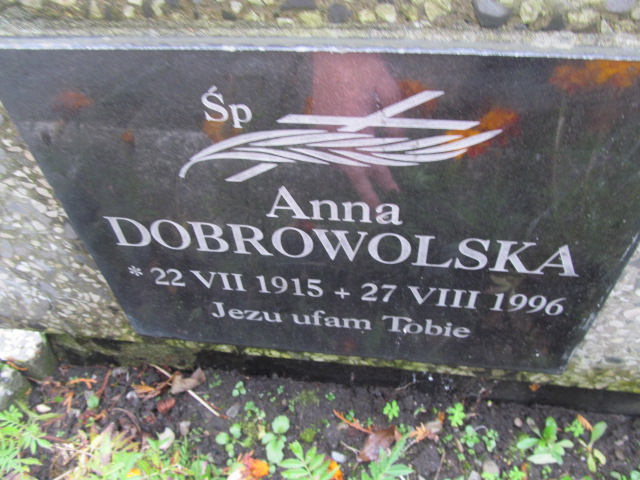 Śp
Anna
DOBROWOLSKA
* 22 VII 1915 + 27 VIII 1996
Jezu ufam Tobie